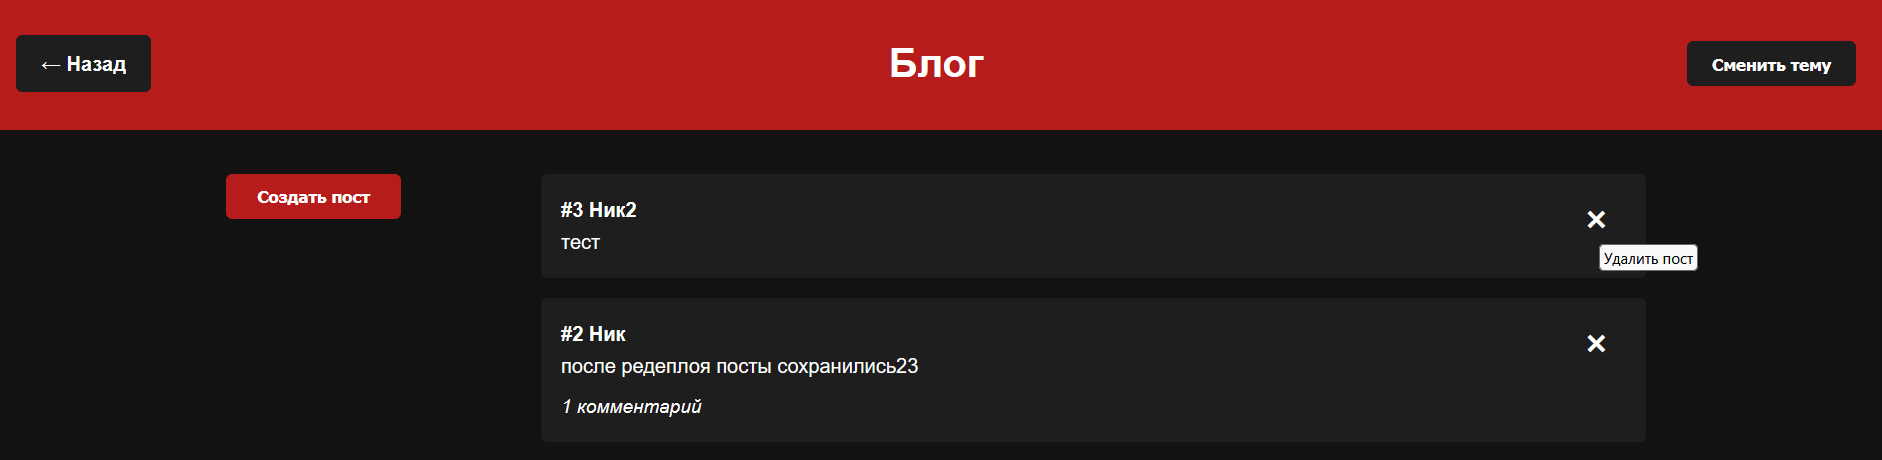 ← Назад
Блог
Сменить тему
Создать пост
#3 Ник2
тест
Удалить пост
#2 Ник
после редеплоя посты сохранились23
1 комментарий